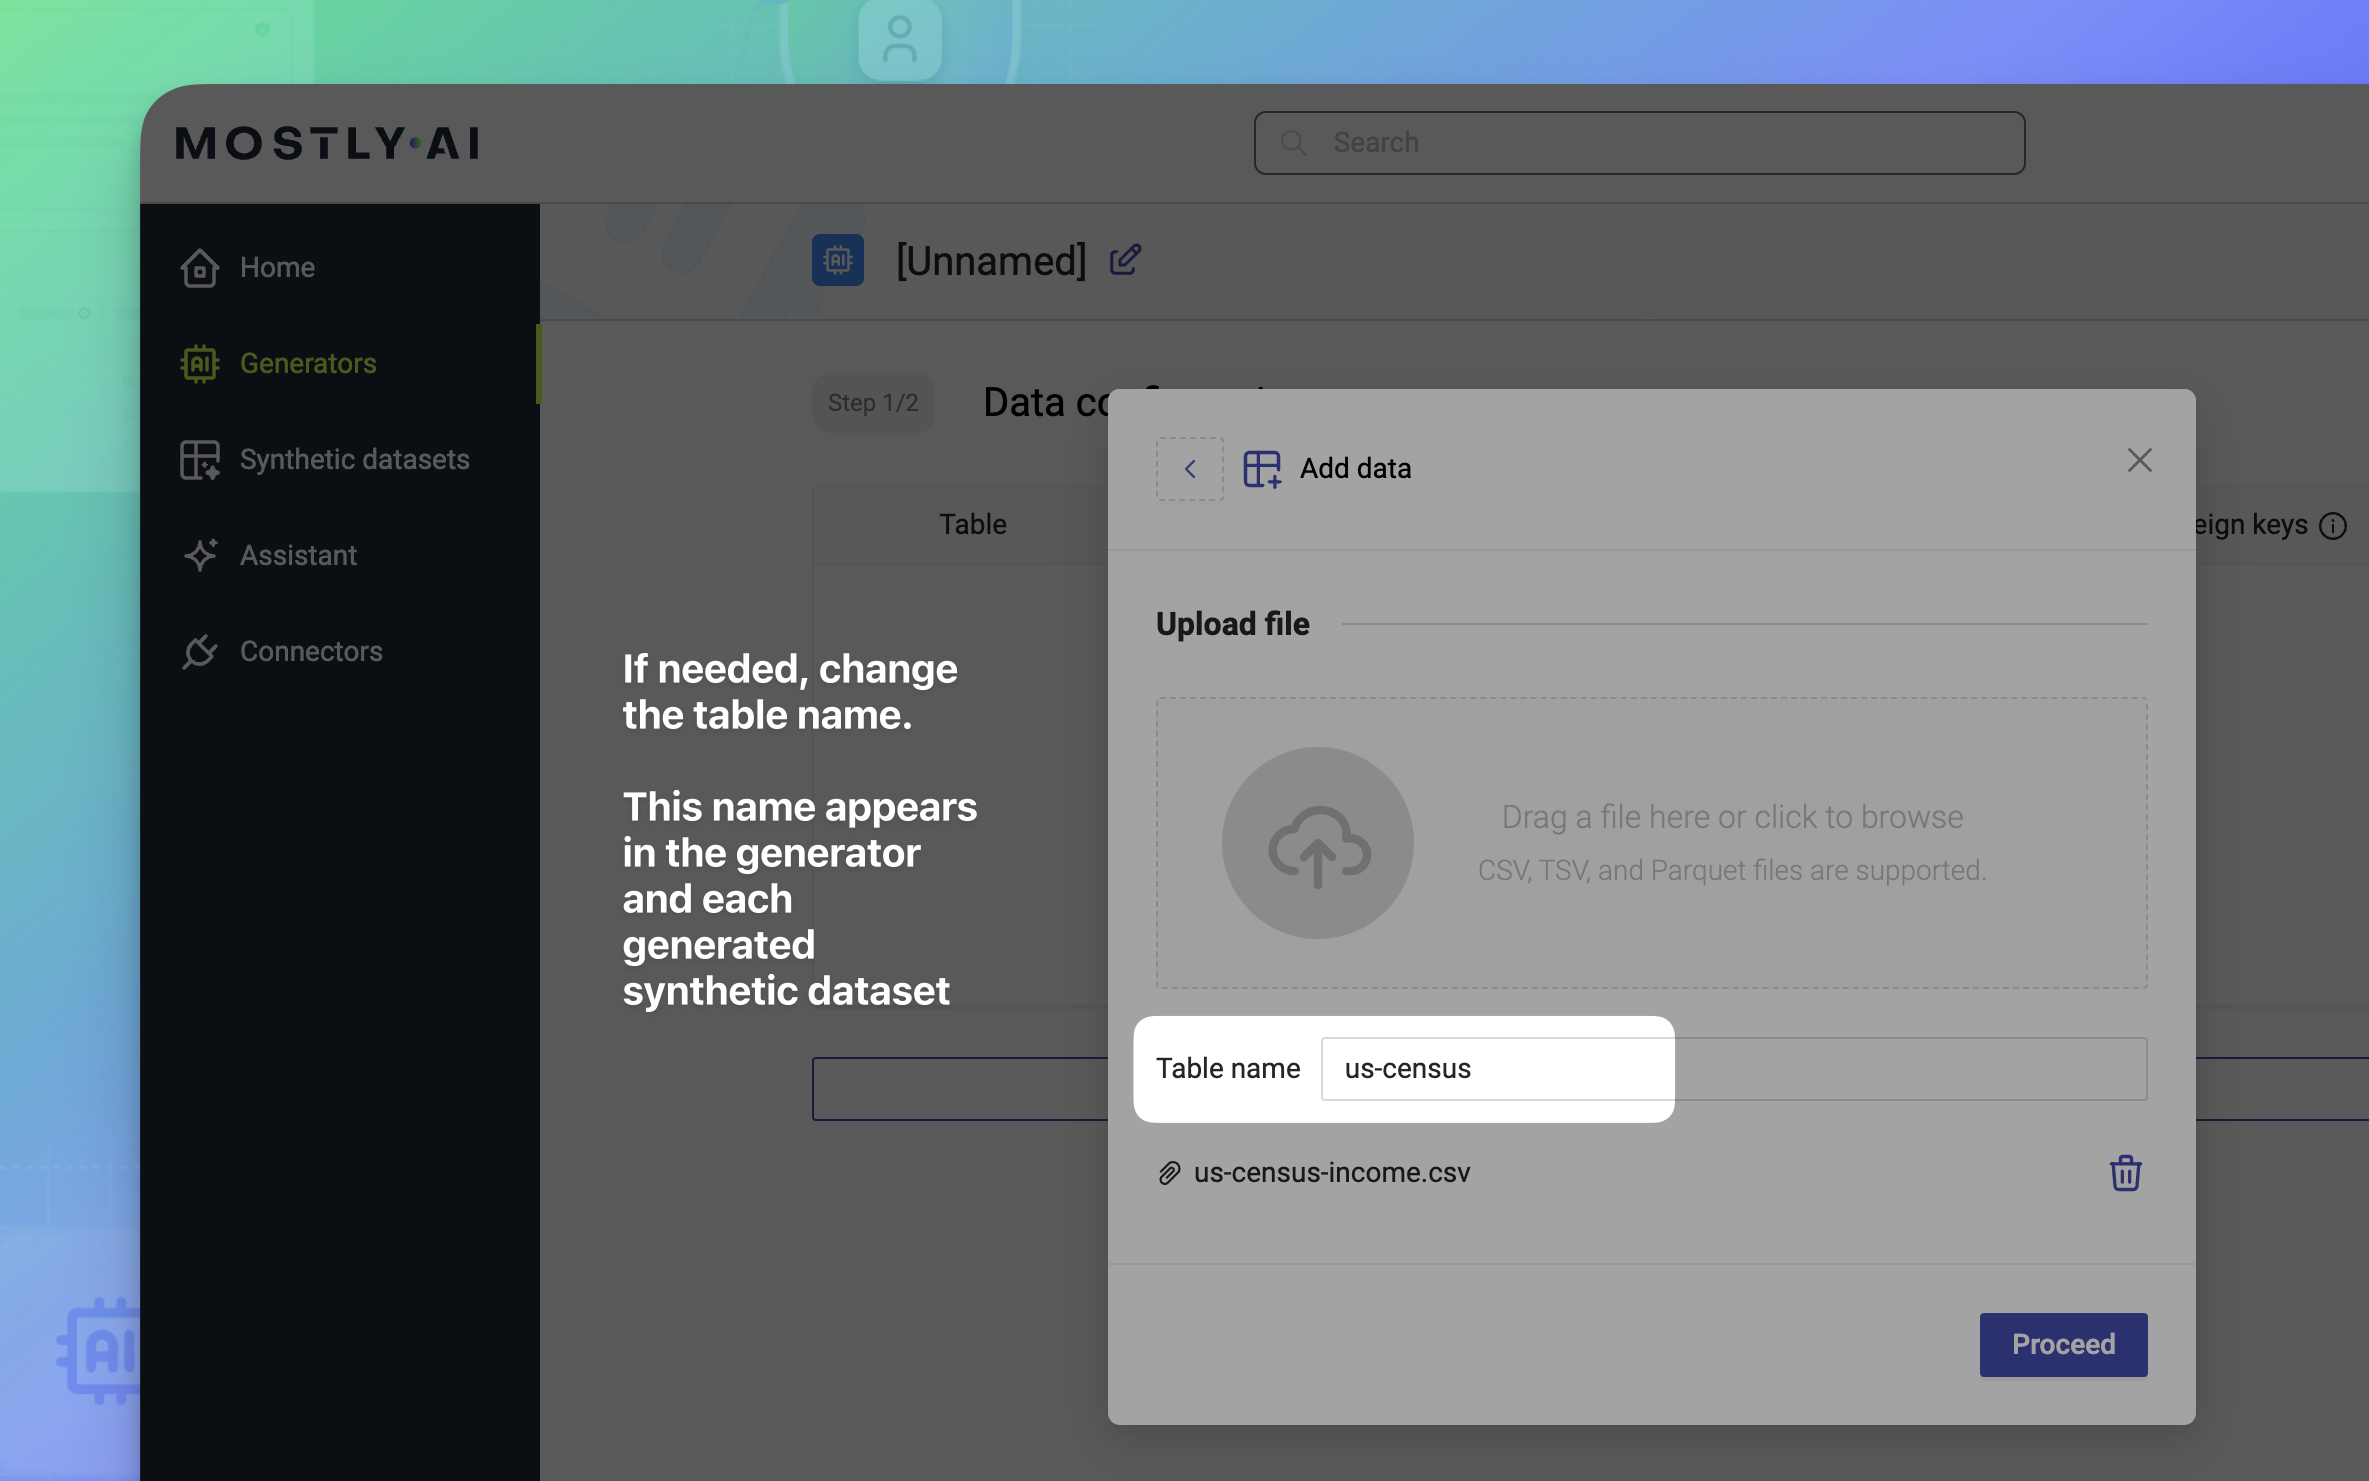 MOSTLY·AI
Search
Home
Generators
Synthetic datasets
Assistant
Connectors
[Unnamed]
Step 1/2
Data
Table
eign keys
Add data
Upload file
Drag a file here or click to browse
CSV, TSV, and Parquet files are supported.
Table name
us-census
us-census-income.csv
Proceed
If needed, change
the table name.
This name appears
in the generator
and each
generated
synthetic dataset
AI